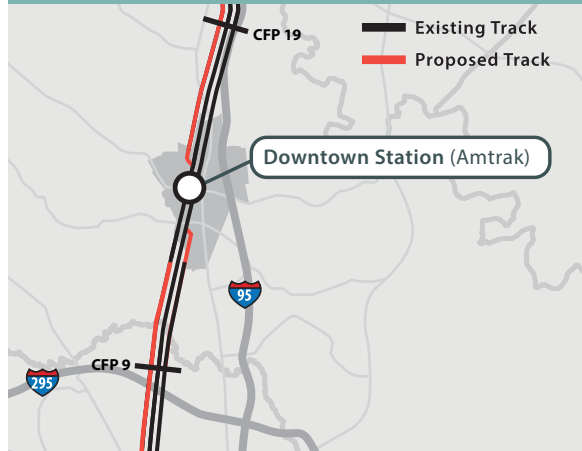 CFP 19
Existing Track
Proposed Track
Downtown Station (Amtrak)
95
CFP 9
295